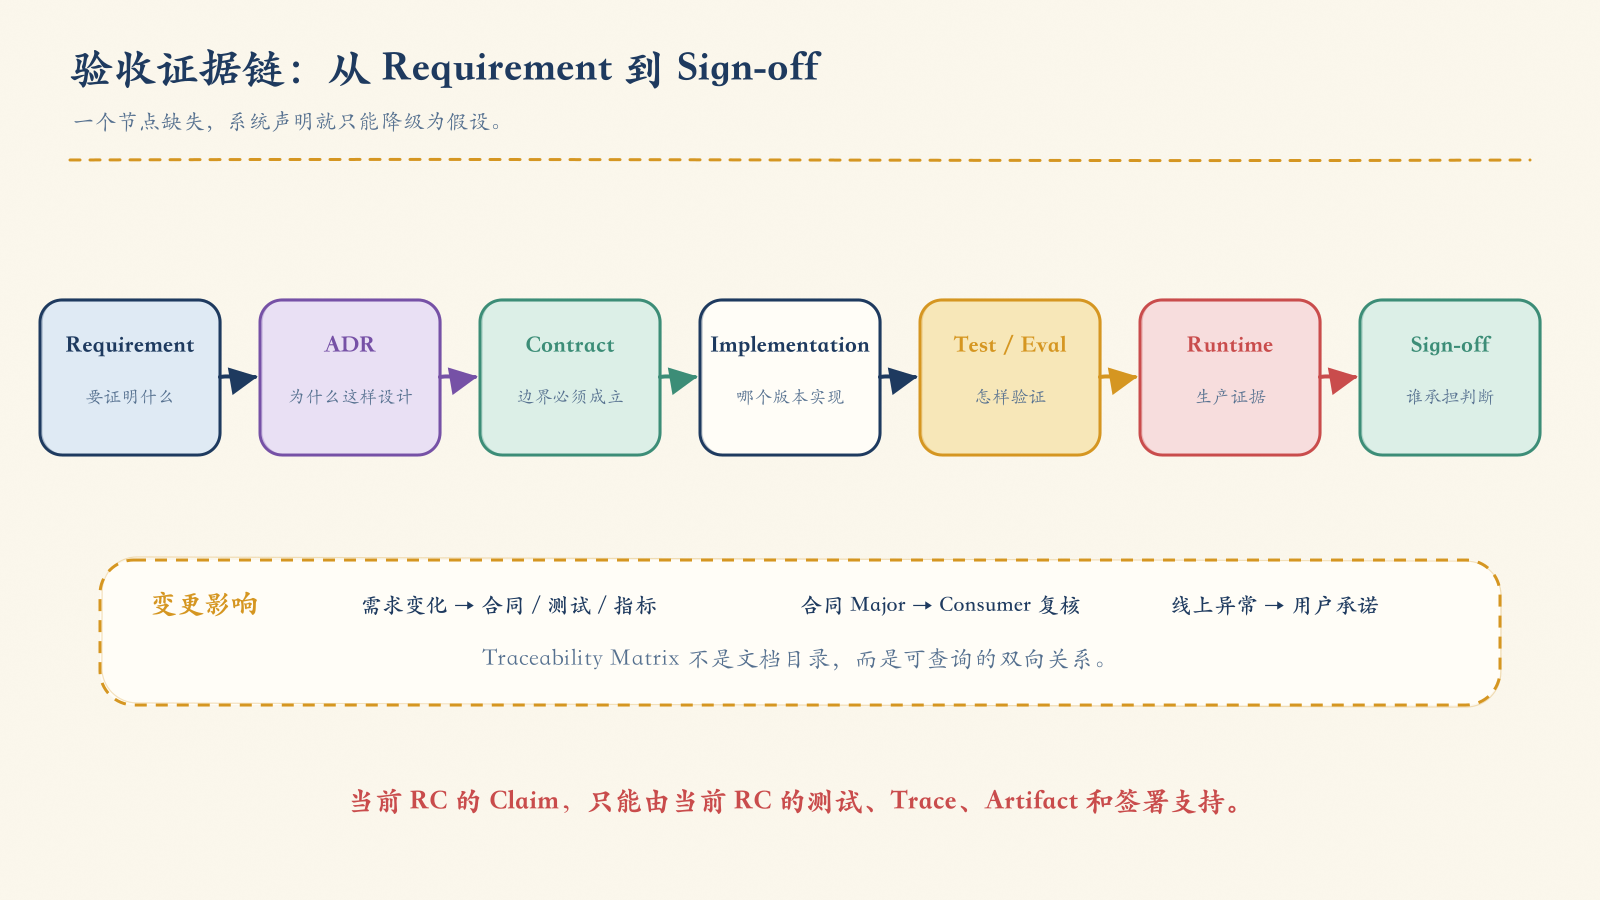 验收证据链：从 Requirement 到 Sign-off
一个节点缺失，系统声明就只能降级为假设。
Requirement
要证明什么
ADR
为什么这样设计
Contract
边界必须成立
Implementation
哪个版本实现
Test / Eval
怎样验证
Runtime
生产证据
Sign-off
谁承担判断
变更影响
需求变化 → 合同 / 测试 / 指标
合同 Major → Consumer 复核
线上异常 → 用户承诺
Traceability Matrix 不是文档目录，而是可查询的双向关系。
当前 RC 的 Claim，只能由当前 RC 的测试、Trace、Artifact 和签署支持。